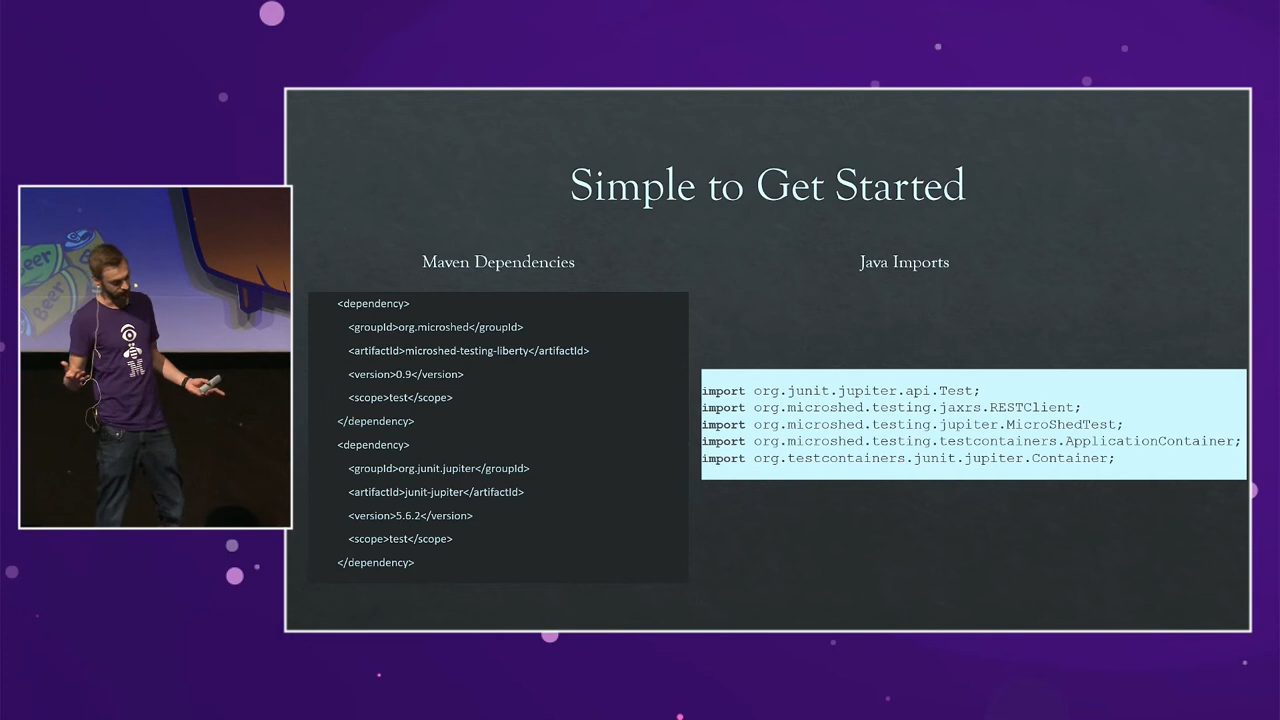 Simple to Get Started
Maven Dependencies
<dependency>
<groupId>org.microshed</groupId>
<artifactId>microshed-testing-liberty</artifactId>
<version>0.9</version>
<scope>test</scope>
</dependency>
<dependency>
<groupId>org.junit.jupiter</groupId>
<artifactId>junit-jupiter</artifactId>
<version>5.6.2</version>
<scope>test</scope>
</dependency>
Java Imports
import org.junit.jupiter.api.Test;
import org.microshed.testing.jaxrs.RESTClient;
import org.microshed.testing.jupiter.MicroShedTest;
import org.microshed.testing.testcontainers.ApplicationContainer;
import org.testcontainers.junit.jupiter.Container;
Beer
Beer
M